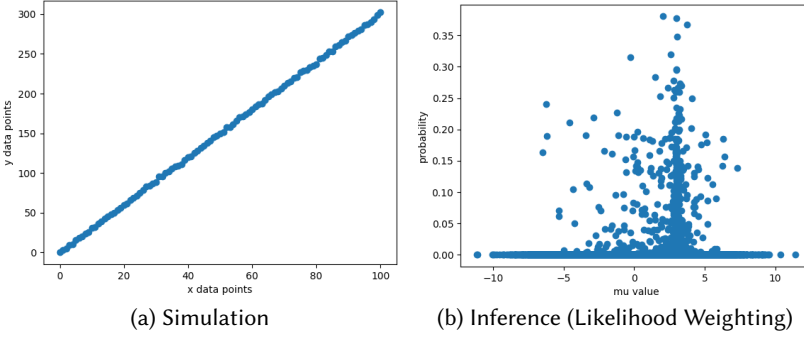 300
250
200
150
100
50
0
y data points
0 20 40 60 80 100
x data points
(a) Simulation
0.35
0.30
0.25
0.20
0.15
0.10
0.05
0.00
probability
−10 −5 0 5 10
mu value
(b) Inference (Likelihood Weighting)